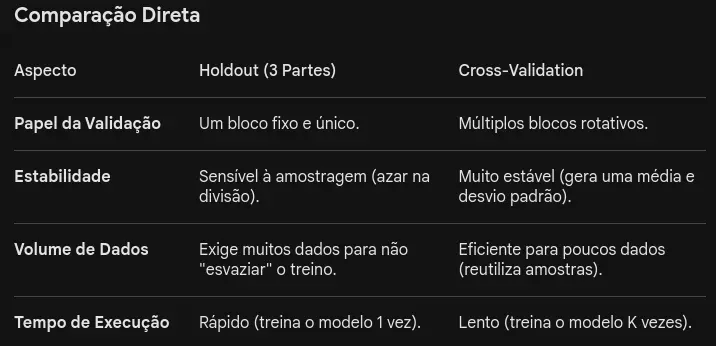 Comparação Direta
Aspecto Holdout (3 Partes) Cross-Validation
Papel da Validação Um bloco fixo e único. Múltiplos blocos rotativos.
Estabilidade Sensível à amostragem (azar na Muito estável (gera uma média e
divisão). desvio padrão).
Volume de Dados Exige muitos dados para não Eficiente para poucos dados
"esvaziar" o treino. (reutiliza amostras).
Tempo de Execução Rápido (treina o modelo 1 vez). Lento (treina o modelo K vezes).